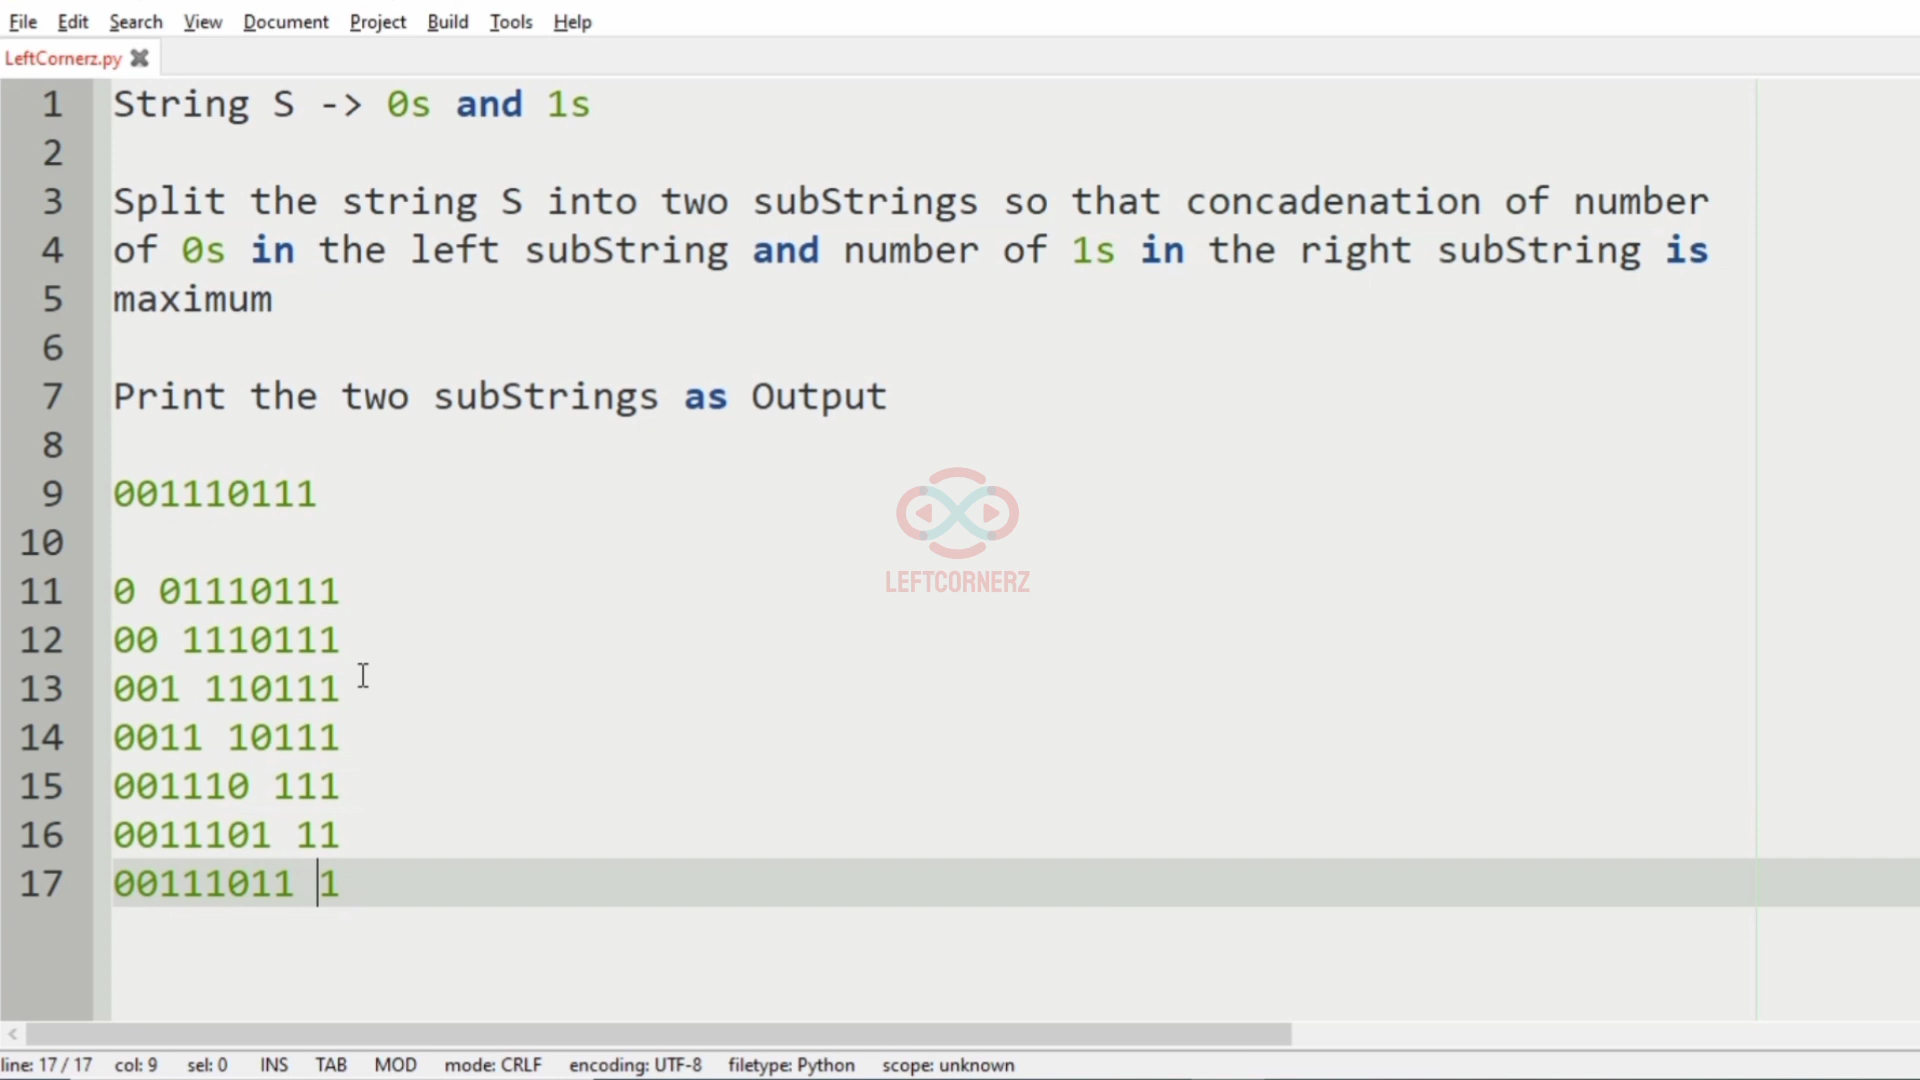 File Edit Search View Document Project Build Tools Help
LeftCornerz.py
1 String S -> 0s and 1s
2
3 Split the string S into two subStrings so that concadenation of number
4 of 0s in the left subString and number of 1s in the right subString is
5 maximum
6
7 Print the two subStrings as Output
8
9 001110111
10
11 0 01110111
12 00 1110111
13 001 110111
14 0011 10111
15 001110 111
16 0011101 11
17 00111011 1
LEFTCORNERZ
line: 17 / 17 col: 9 sel: 0 INS TAB MOD mode: CRLF encoding: UTF-8 filetype: Python scope: unknown